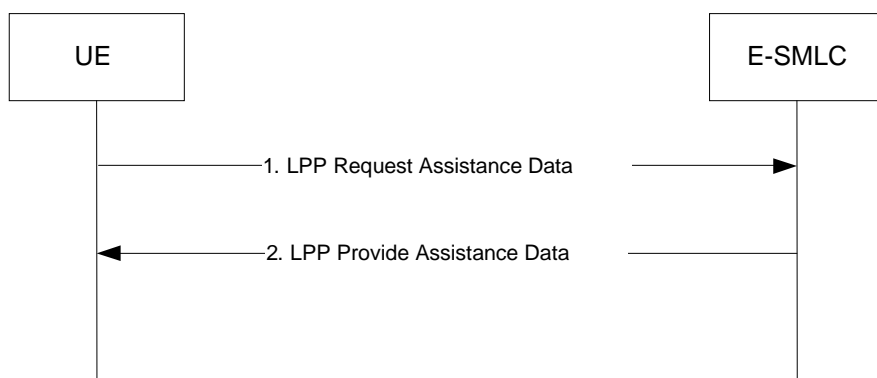 UE
E-SMLC
1. LPP Request Assistance Data
2. LPP Provide Assistance Data